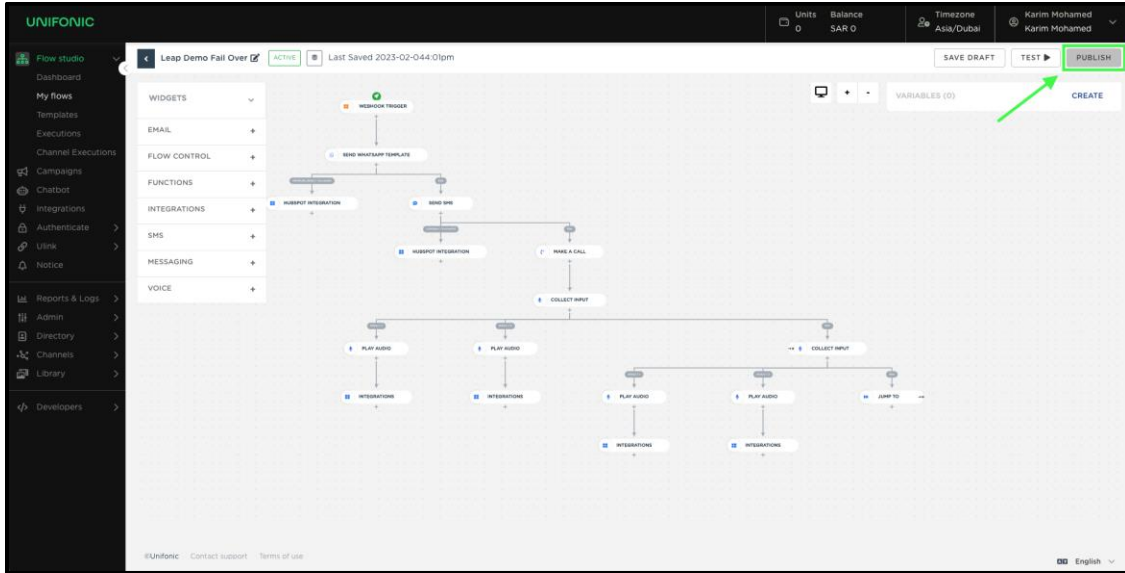 UNIFONIC
Units
0
Balance
SAR 0
Timezone
Asia/Dubai
Karim Mohamed
Karim Mohamed
Flow studio
Dashboard
My flows
Templates
Executions
Channel Executions
Campaigns
Chatbot
Integrations
Authenticate
Ulink
Notice
Reports & Logs
Admin
Directory
Channels
Library
Developers
Leap Demo Fail Over
ACTIVE
Last Saved 2023-02-044:01pm
SAVE DRAFT
TEST
PUBLISH
WIDGETS
EMAIL +
FLOW CONTROL +
FUNCTIONS +
INTEGRATIONS +
SMS +
MESSAGING +
VOICE +
+ -
VARIABLES (0)
CREATE
WEBHOOK TRIGGER
SEND WHATSAPP TEMPLATE
HUBSPOT INTEGRATION
SEND SMS
HUBSPOT INTEGRATION
MAKE A CALL
COLLECT INPUT
PLAY AUDIO
PLAY AUDIO
COLLECT INPUT
INTEGRATIONS
INTEGRATIONS
PLAY AUDIO
PLAY AUDIO
JUMP TO
INTEGRATIONS
INTEGRATIONS
©Unifonic Contact support Terms of use
English